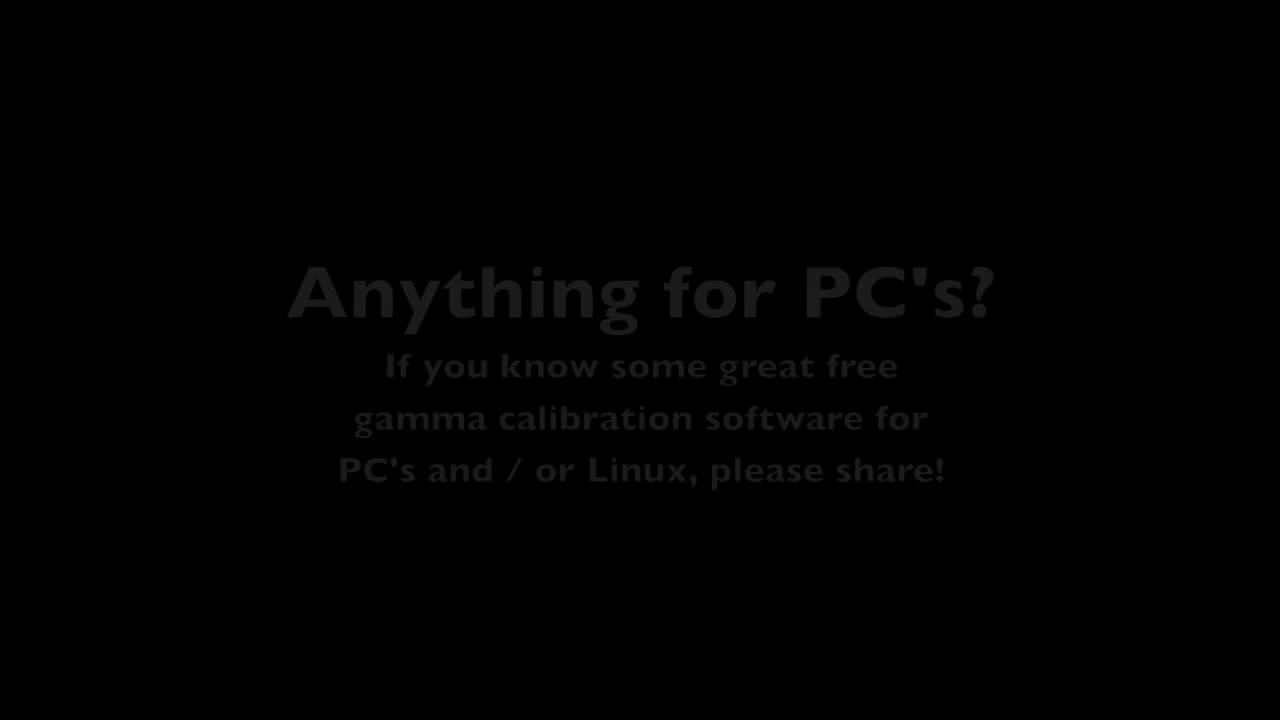 Anything for PC's?
If you know some great free
gamma calibration software for
PC's and / or Linux, please share!